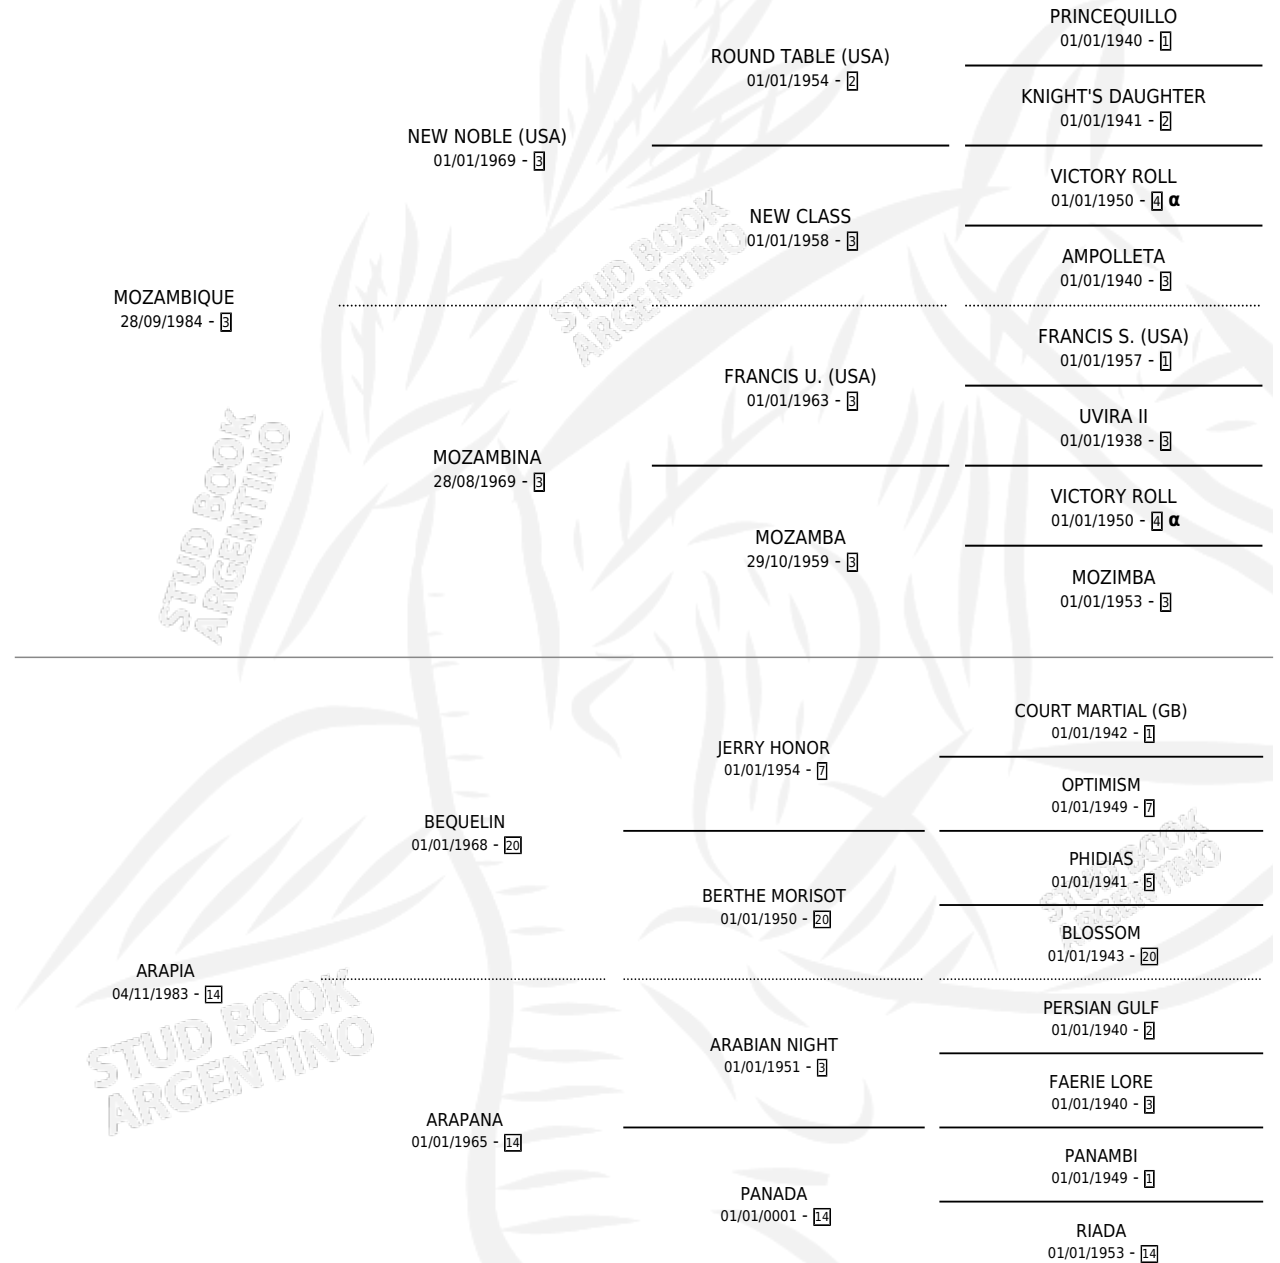 PRINCEQUILLO
01/01/1940 - 1
ROUND TABLE (USA)
01/01/1954 - 2
KNIGHT'S DAUGHTER
01/01/1941 - 2
NEW NOBLE (USA)
01/01/1969 - 3
VICTORY ROLL
01/01/1950 - 4 α
NEW CLASS
01/01/1958 - 3
AMPOLLETA
01/01/1940 - 3
MOZAMBIQUE
28/09/1984 - 3
FRANCIS S. (USA)
01/01/1957 - 1
FRANCIS U. (USA)
01/01/1963 - 3
UVIRA II
01/01/1938 - 3
MOZAMBINA
28/08/1969 - 3
VICTORY ROLL
01/01/1950 - 4 α
MOZAMBA
29/10/1959 - 3
MOZIMBA
01/01/1953 - 3
COURT MARTIAL (GB)
01/01/1942 - 1
JERRY HONOR
01/01/1954 - 7
OPTIMISM
01/01/1949 - 7
BEQUELIN
01/01/1968 - 20
PHIDIAS
01/01/1941 - 5
BERTHE MORISOT
01/01/1950 - 20
BLOSSOM
01/01/1943 - 20
ARAPIA
04/11/1983 - 14
PERSIAN GULF
01/01/1940 - 2
ARABIAN NIGHT
01/01/1951 - 3
FAERIE LORE
01/01/1940 - 3
ARAPANA
01/01/1965 - 14
PANAMBI
01/01/1949 - 1
PANADA
01/01/0001 - 14
RIADA
01/01/1953 - 14
STUD BOOK
ARGENTINO
STUD BOOK
ARGENTINO
STUD BOOK
ARGENTINO
STUD BOOK
ARGENTINO